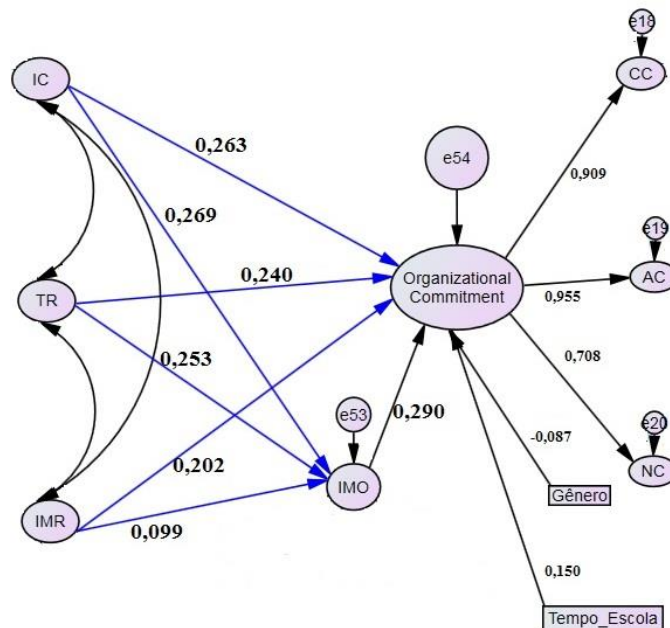 e18
CC
IC
0,263
e54
0,909
0,269
e19
Organizational
Commitment
AC
TR
0,240
0,955
0,253
0,708
e53
0,290
e20
-0,087
0,202
IMO
NC
Gênero
IMR
0,099
0,150
Tempo_Escola